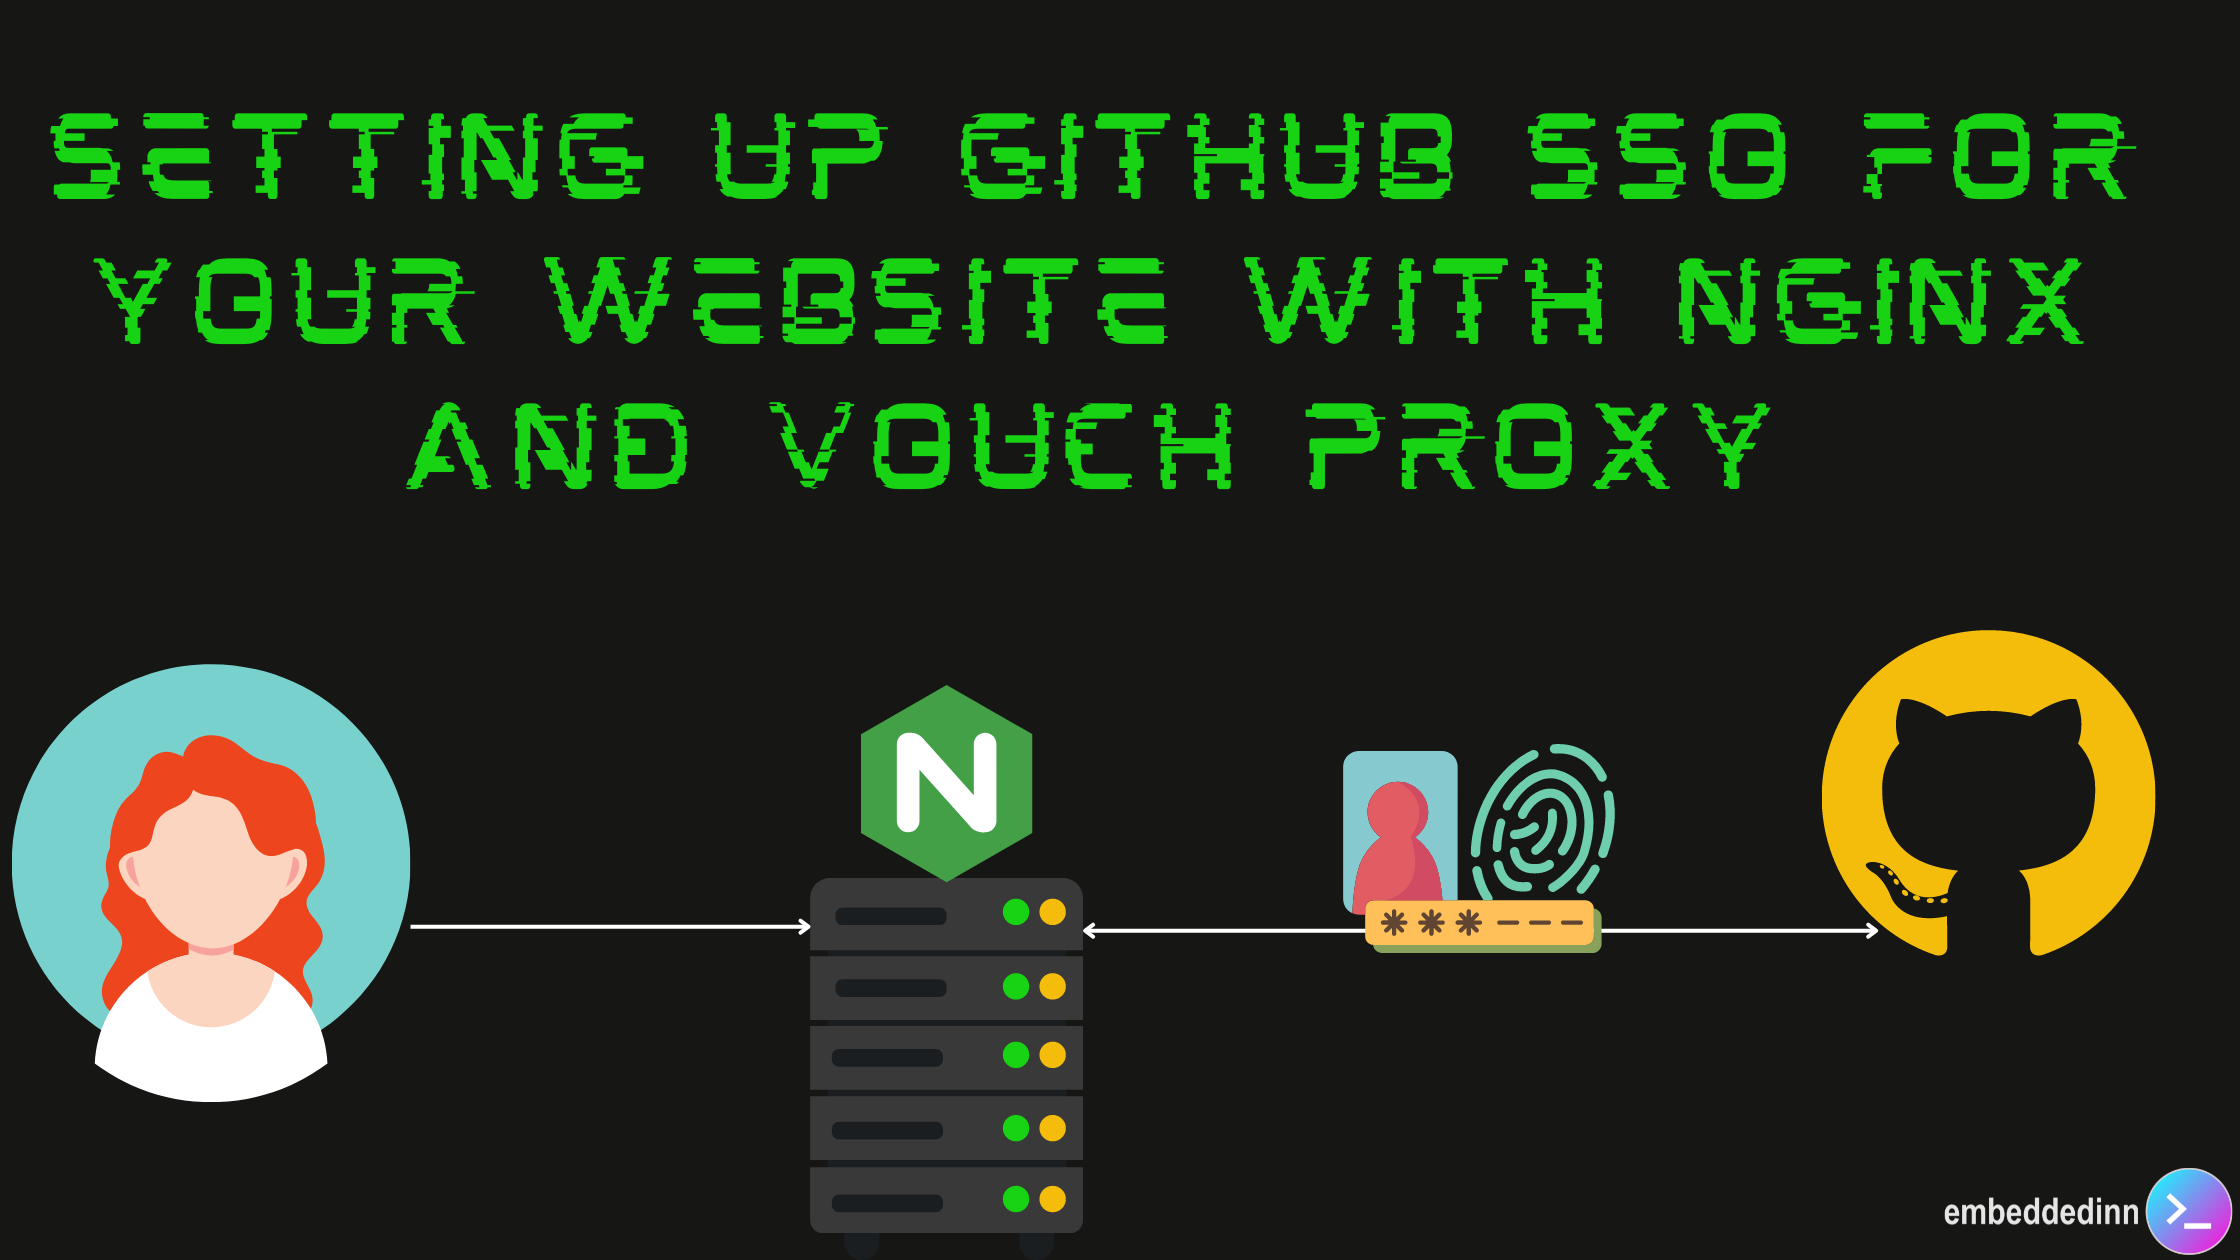 SETTING UP GITHUB SSO FOR
YOUR WEBSITE WITH NGINX
AND VOUCH PROXY
N
***---
embeddedinn >_